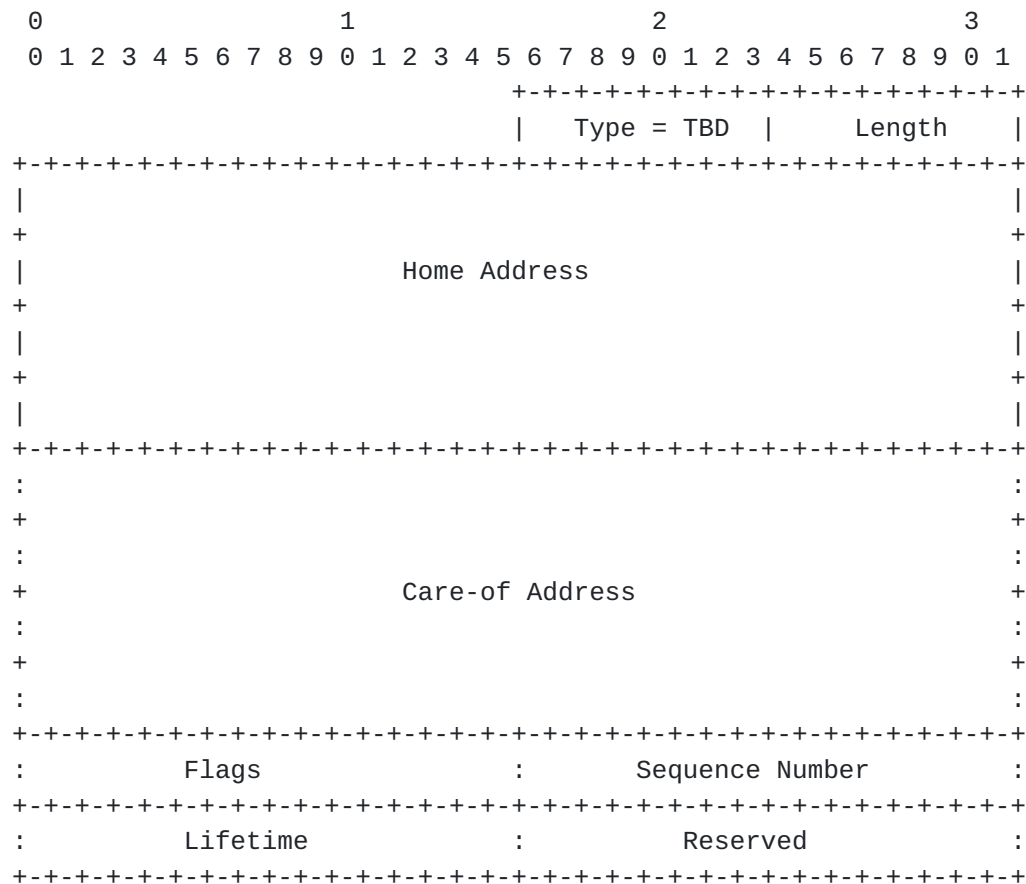 0                   1                   2                   3
 0 1 2 3 4 5 6 7 8 9 0 1 2 3 4 5 6 7 8 9 0 1 2 3 4 5 6 7 8 9 0 1
                                +-+-+-+-+-+-+-+-+-+-+-+-+-+-+-+-+
                                |   Type = TBD  |     Length    |
+-+-+-+-+-+-+-+-+-+-+-+-+-+-+-+-+-+-+-+-+-+-+-+-+-+-+-+-+-+-+-+-+
|                                                               |
+                                                               +
|                        Home Address                           |
+                                                               +
|                                                               |
+                                                               +
|                                                               |
+-+-+-+-+-+-+-+-+-+-+-+-+-+-+-+-+-+-+-+-+-+-+-+-+-+-+-+-+-+-+-+-+
:                                                               :
+                                                               +
:                                                               :
+                        Care-of Address                        +
:                                                               :
+                                                               +
:                                                               :
+-+-+-+-+-+-+-+-+-+-+-+-+-+-+-+-+-+-+-+-+-+-+-+-+-+-+-+-+-+-+-+-+
:          Flags                :       Sequence Number         :
+-+-+-+-+-+-+-+-+-+-+-+-+-+-+-+-+-+-+-+-+-+-+-+-+-+-+-+-+-+-+-+-+
:          Lifetime             :          Reserved             :
+-+-+-+-+-+-+-+-+-+-+-+-+-+-+-+-+-+-+-+-+-+-+-+-+-+-+-+-+-+-+-+-+